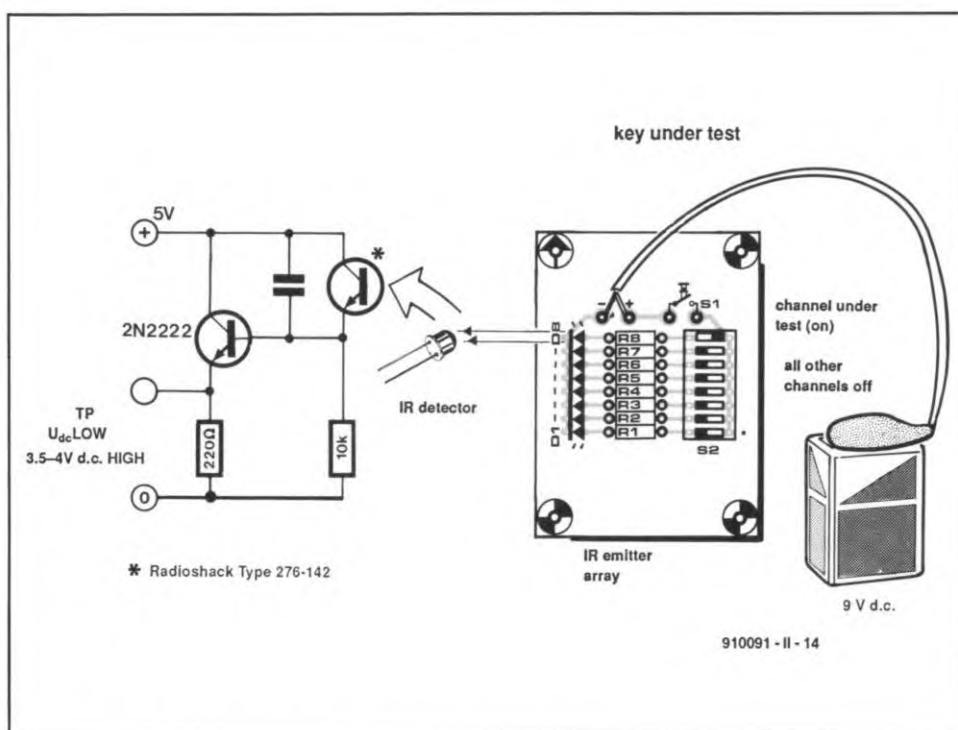 key under test
5V
+
*
2N2222
TP
UdcLOW
3.5–4V d.c. HIGH
220Ω
10k
0
* Radioshack Type 276-142
IR detector
- +
S1
D8
R8
R7
R6
R5
R4
R3
R2
R1
D1
S2
channel under
test (on)
all other
channels off
IR emitter
array
9 V d.c.
910091 - II - 14